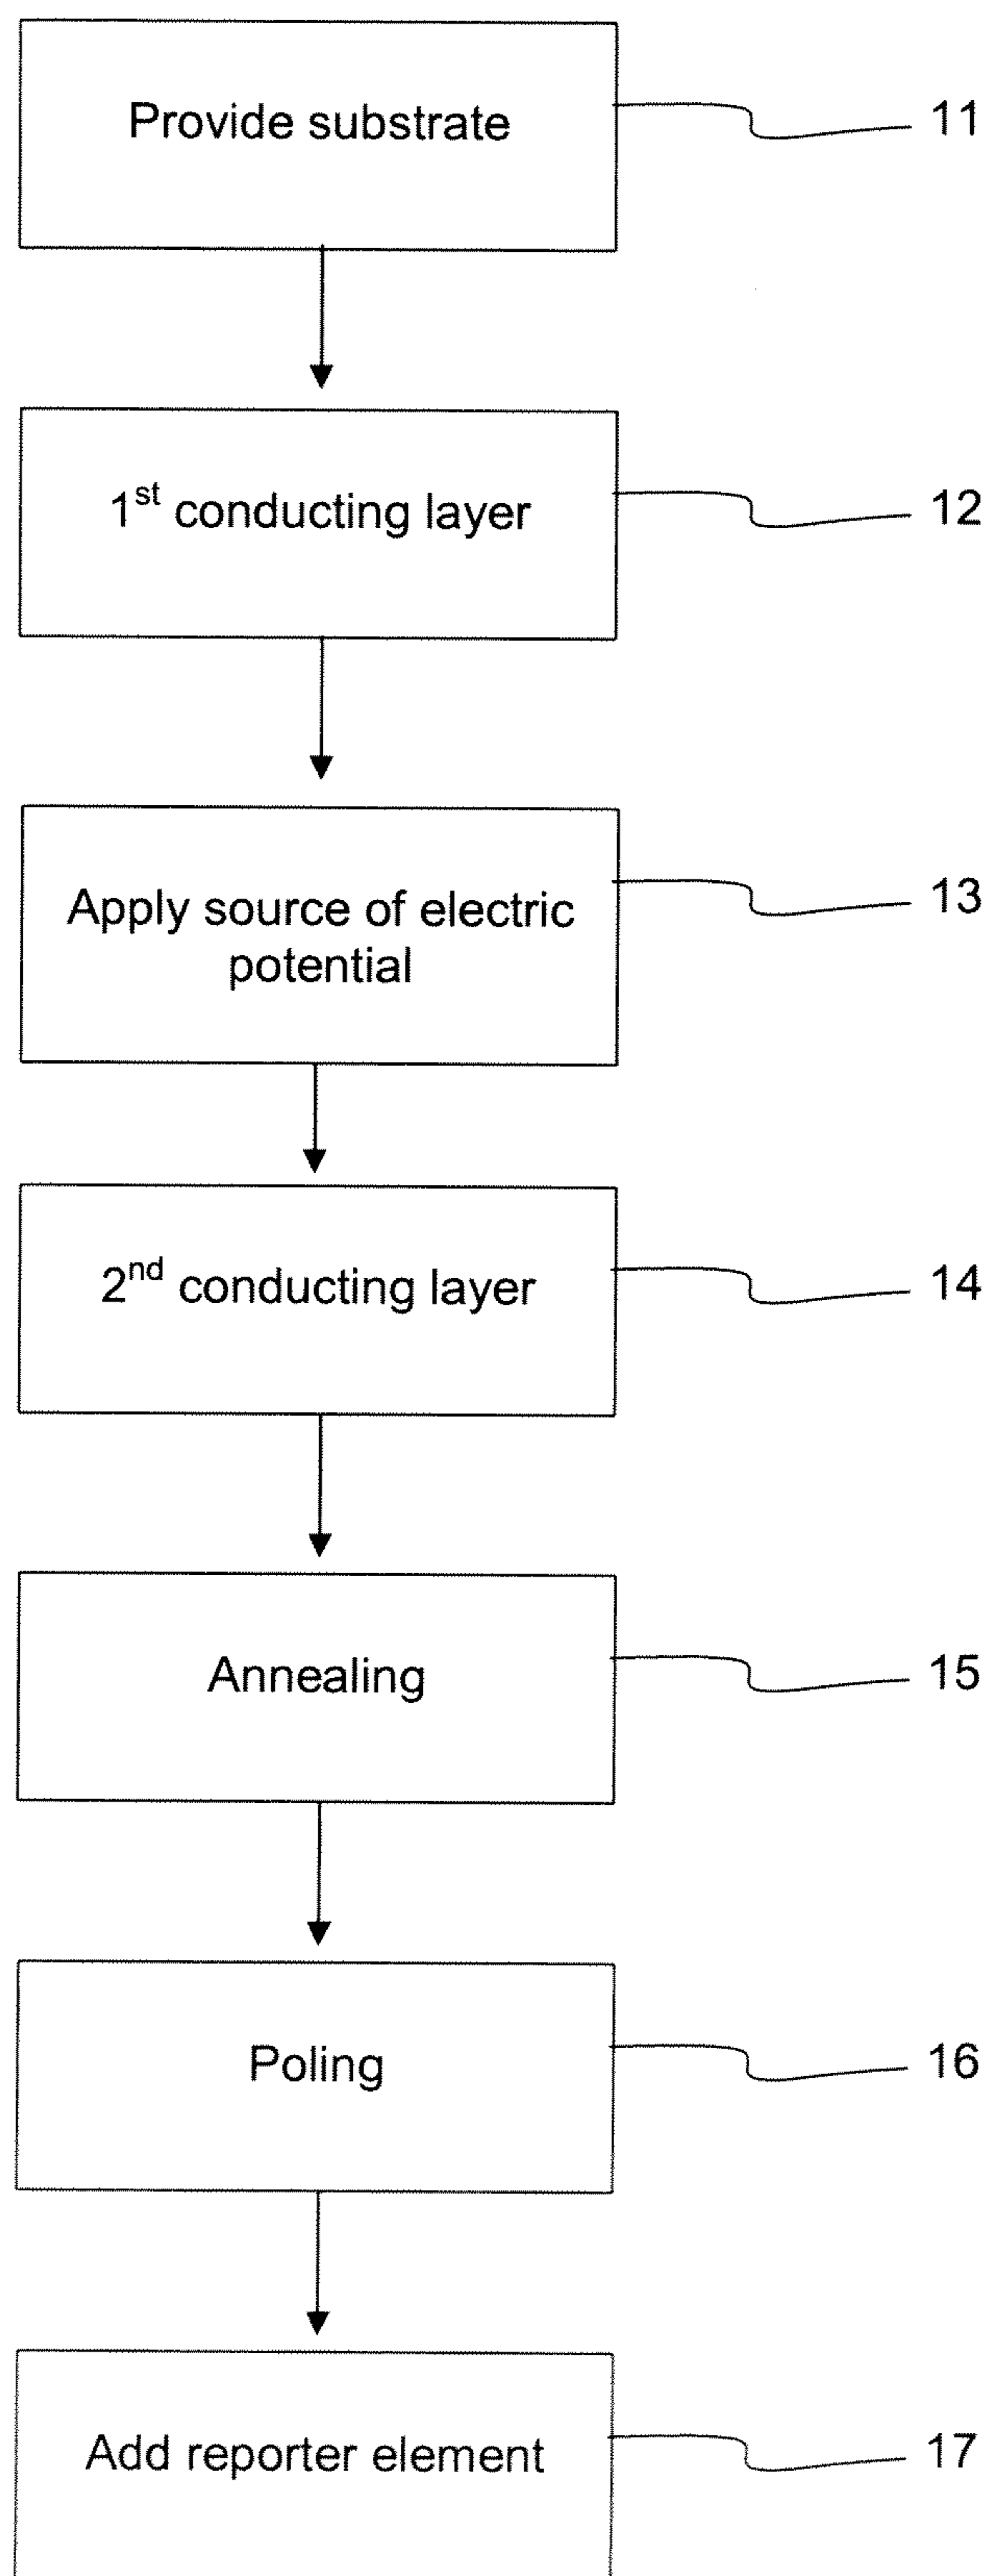 Provide substrate
11
1st conducting layer
12
Apply source of electric
potential
13
2nd conducting layer
14
Annealing
15
Poling
16
Add reporter element
17